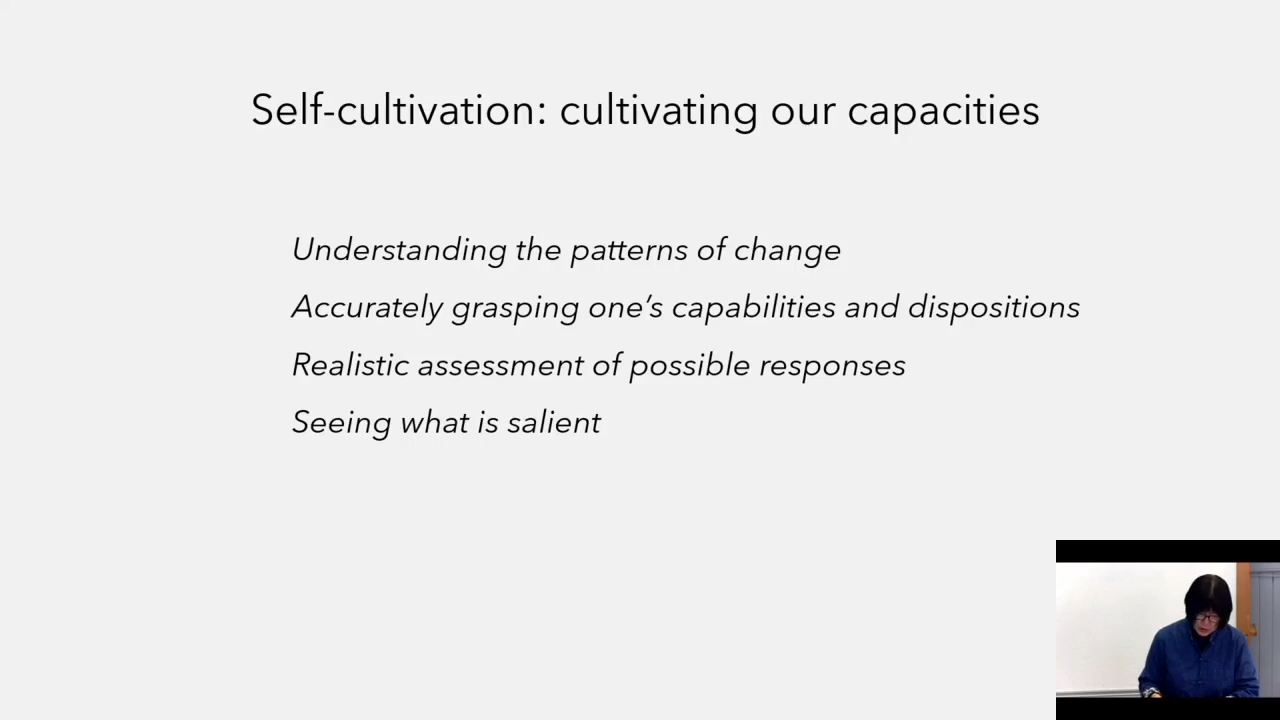 Self-cultivation: cultivating our capacities
Understanding the patterns of change
Accurately grasping one’s capabilities and dispositions
Realistic assessment of possible responses
Seeing what is salient